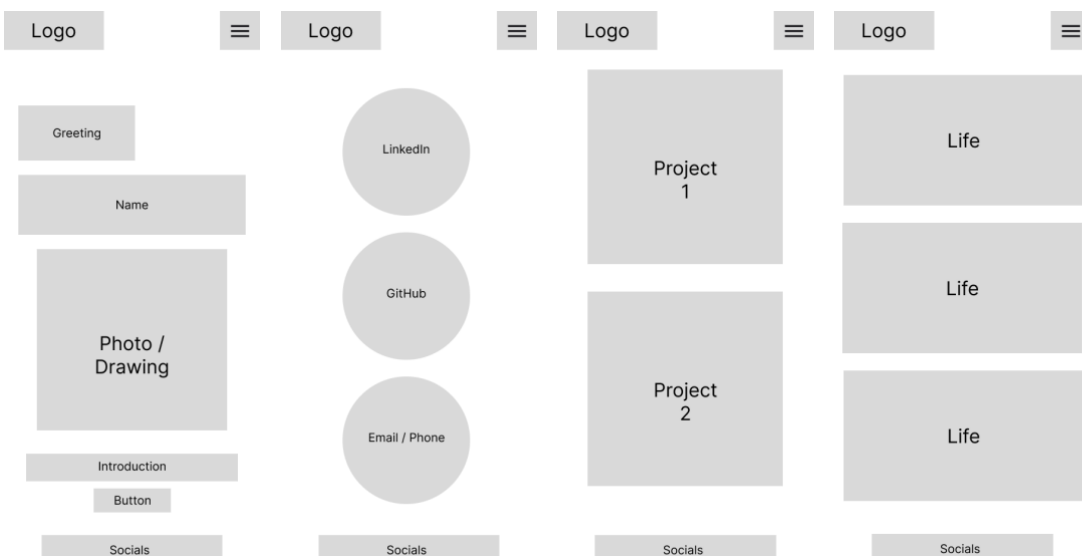 Logo
Greeting
Name
Photo /
Drawing
Introduction
Button
Socials
Logo
LinkedIn
GitHub
Email / Phone
Socials
Logo
Project
1
Project
2
Socials
Logo
Life
Life
Life
Socials